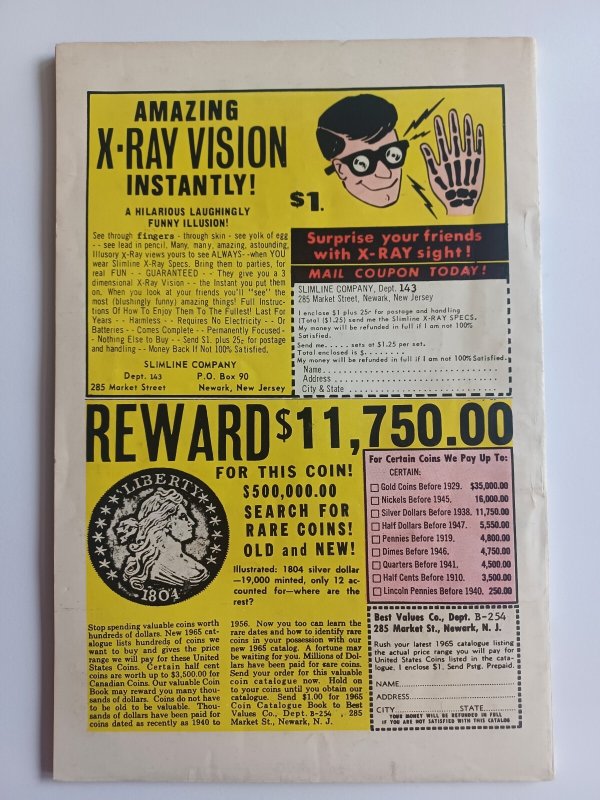 AMAZING
X-RAY VISION
INSTANTLY!
A HILARIOUS LAUGHINGLY
FUNNY ILLUSION!
See through fingers - through skin - see yolk of egg
- - see lead in pencil. Many, many, amazing, astounding,
Illusory X-Ray views yours to see ALWAYS- -when YOU
wear Slimline X-Ray Specs. Bring them to parties, for
real FUN - - GUARANTEED - - They give you a 3
dimensional X-Ray Vision - - the Instant you put them
on. When you look at your friends you'll "see" the
most (blushingly funny) amazing things! Full Instruc-
tions Of How To Enjoy Them To The Fullest! Last For
Years - - Harmless - - Requires No Electricity - - Or
Batteries - - Comes Complete - - Permanently Focused -
- Nothing Else to Buy - - Send $1. plus 25¢ for postage
and handling - - Money Back If Not 100% Satisfied.
SLIMLINE COMPANY
Dept. 143 P.O. Box 90
285 Market Street Newark, New Jersey
$1.
Surprise your friends
with X-RAY sight!
MAIL COUPON TODAY!
SLIMLINE COMPANY, Dept. 143
285 Market Street, Newark, New Jersey
I enclose $1 plus 25¢ for postage and handling
(Total ($1.25) send me the Slimline X-RAY SPECS.
My money will be refunded in full if I am not 100%
Satisfied.
Send me..... sets at $1.25 per set.
Total enclosed is $.......
My money will be refunded in full if I am not 100% Satisfied.
Name
Address
City & State
REWARD $11,750.00
FOR THIS COIN!
$500,000.00
SEARCH FOR
RARE COINS!
OLD and NEW!
LIBERTY
1804
Illustrated: 1804 silver dollar
—19,000 minted, only 12 ac-
counted for—where are the
rest?
For Certain Coins We Pay Up To:
CERTAIN:
Gold Coins Before 1929. $35,000.00
Nickels Before 1945. 16,000.00
Silver Dollars Before 1938. 11,750.00
Half Dollars Before 1947. 5,550.00
Pennies Before 1919. 4,800.00
Dimes Before 1946. 4,750.00
Quarters Before 1941. 4,500.00
Half Cents Before 1910. 3,500.00
Lincoln Pennies Before 1940. 250.00
Stop spending valuable coins worth
hundreds of dollars. New 1965 cat-
alogue lists hundreds of coins we
want to buy and gives the price
range we will pay for these United
States Coins. Certain half cent
coins are worth up to $3,500.00 for
Canadian Coins. Our valuable Coin
Book may reward you many thou-
sands of dollars. Coins do not have
to be old to be valuable. Thou-
sands of dollars have been paid for
coins dated as recently as 1940 to
1956. Now you too can learn the
rare dates and how to identify rare
coins in your possession with our
new 1965 catalog. A fortune may
be waiting for you. Millions of Dol-
lars have been paid for rare coins.
Send your order for this valuable
coin catalogue now. Hold on
to your coins until you obtain our
catalogue. Send $1.00 for 1965
Coin Catalogue Book to Best
Values Co., Dept. B-254 , 285
Market St., Newark, N. J.
Best Values Co., Dept. B-254
285 Market St., Newark, N. J.
Rush your latest 1965 catalogue listing
the actual price range you will pay for
United States Coins listed in the cata-
logue. I enclose $1. Send Postg. Prepaid.
NAME
ADDRESS
CITY STATE
YOUR MONEY WILL BE REFUNDED IN FULL
IF YOU ARE NOT SATISFIED WITH THIS CATALOG